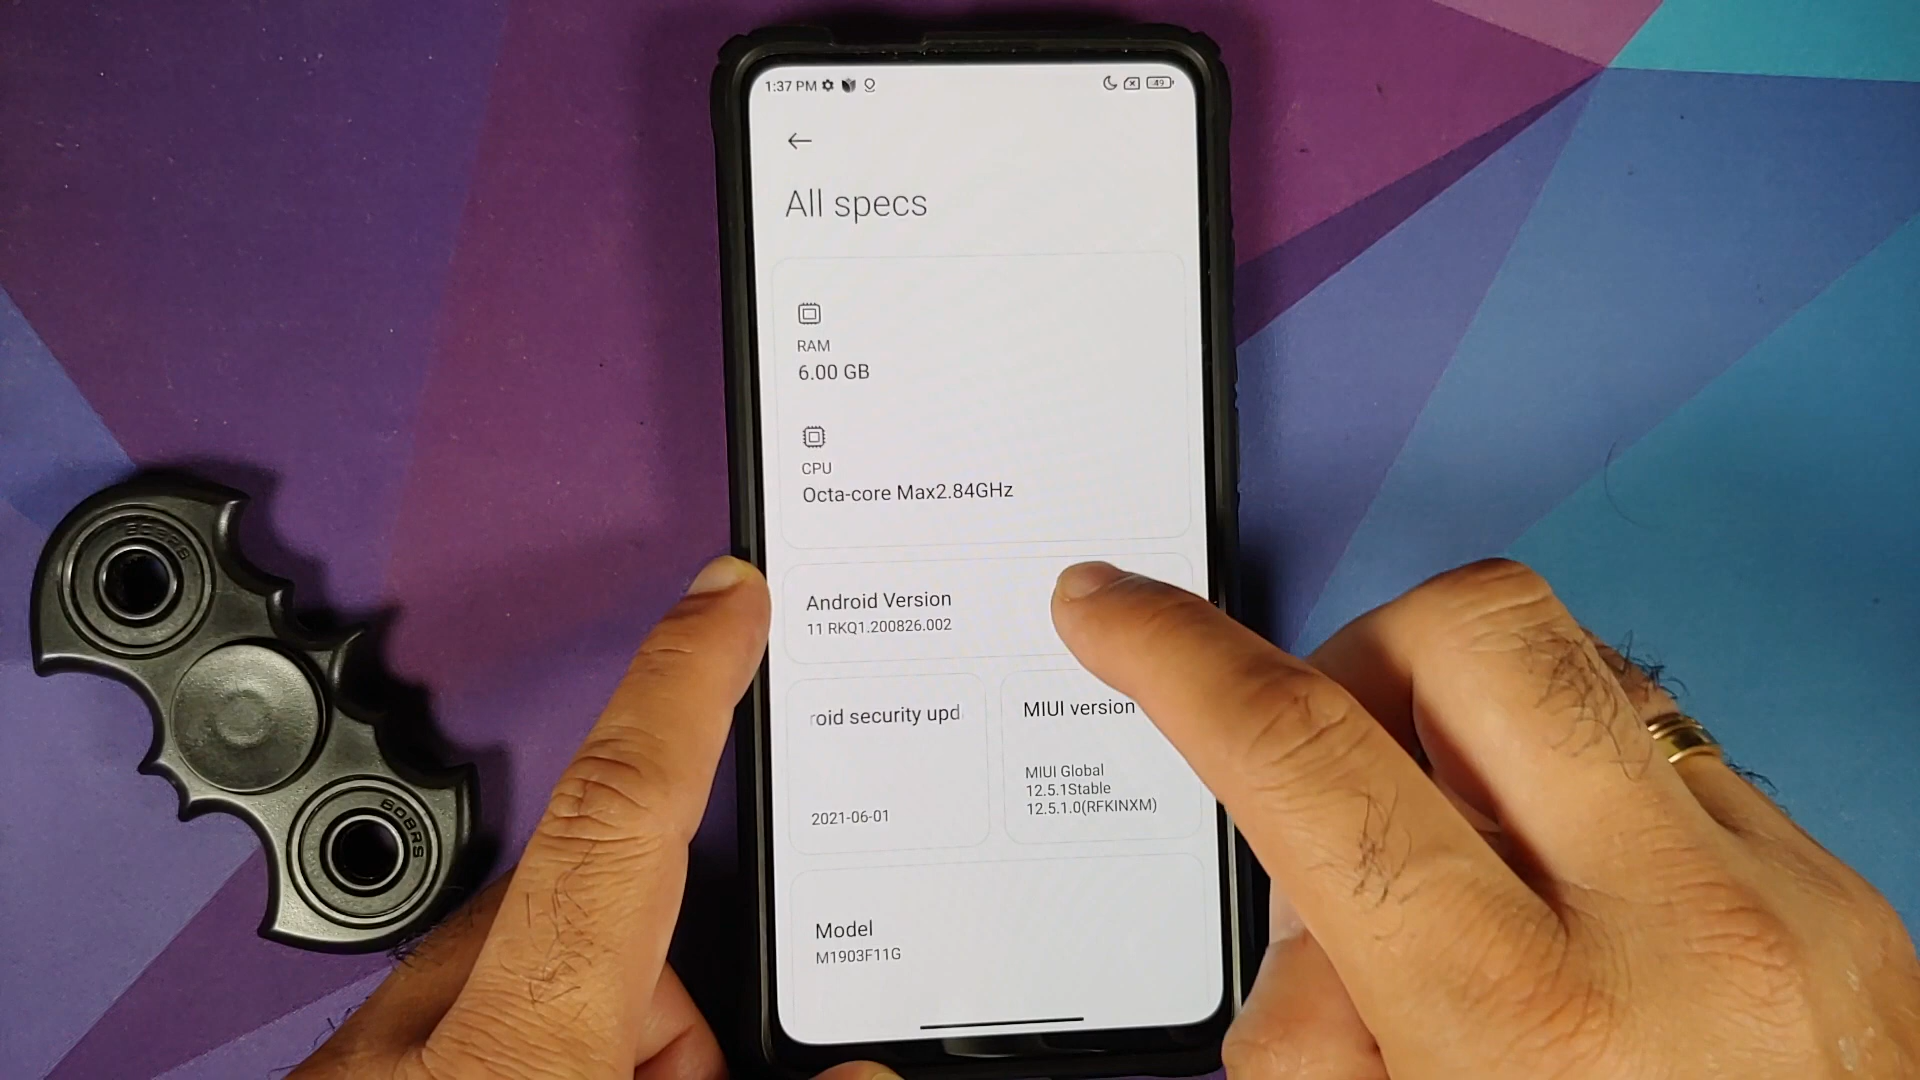 1:37 PM
49
All specs
RAM
6.00 GB
CPU
Octa-core Max2.84GHz
Android Version
11 RKQ1.200826.002
roid security upd
2021-06-01
MIUI version
MIUI Global
12.5.1Stable
12.5.1.0(RFKINXM)
Model
M1903F11G
608RS